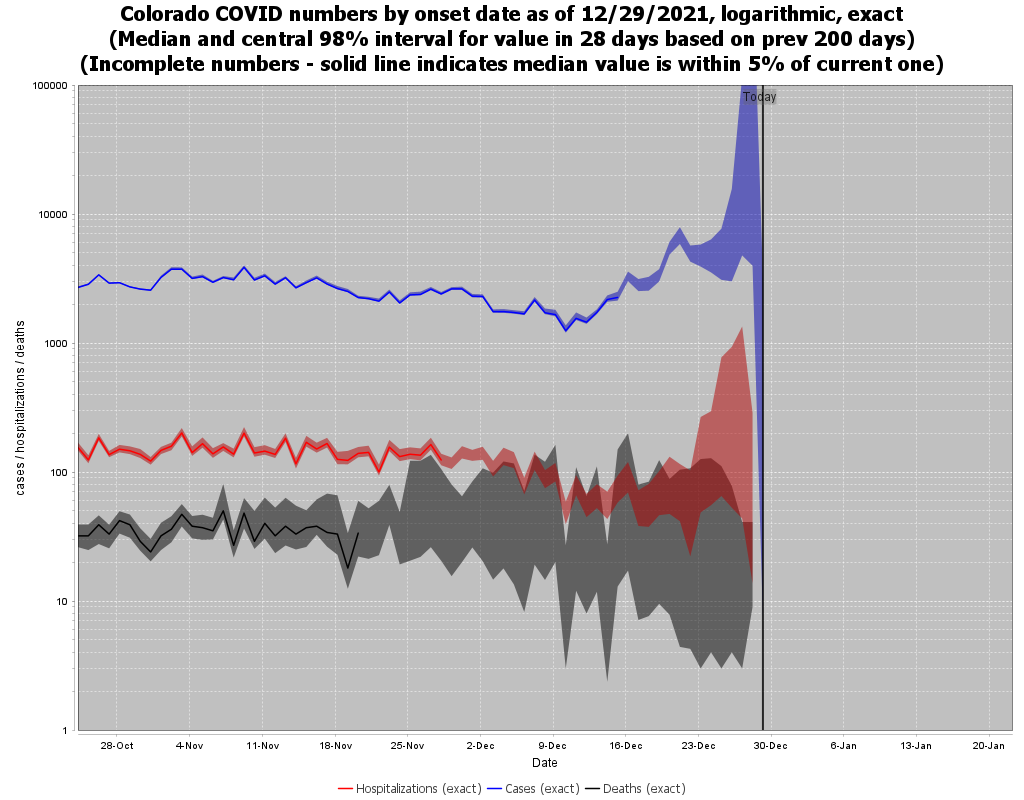 Colorado COVID numbers by onset date as of 12/29/2021, logarithmic, exact
(Median and central 98% interval for value in 28 days based on prev 200 days)
(Incomplete numbers - solid line indicates median value is within 5% of current one)
100000
10000
1000
100
10
1
cases / hospitalizations / deaths
Today
28-Oct 4-Nov 11-Nov 18-Nov 25-Nov 2-Dec 9-Dec 16-Dec 23-Dec 30-Dec 6-Jan 13-Jan 20-Jan
Date
Hospitalizations (exact) Cases (exact) Deaths (exact)